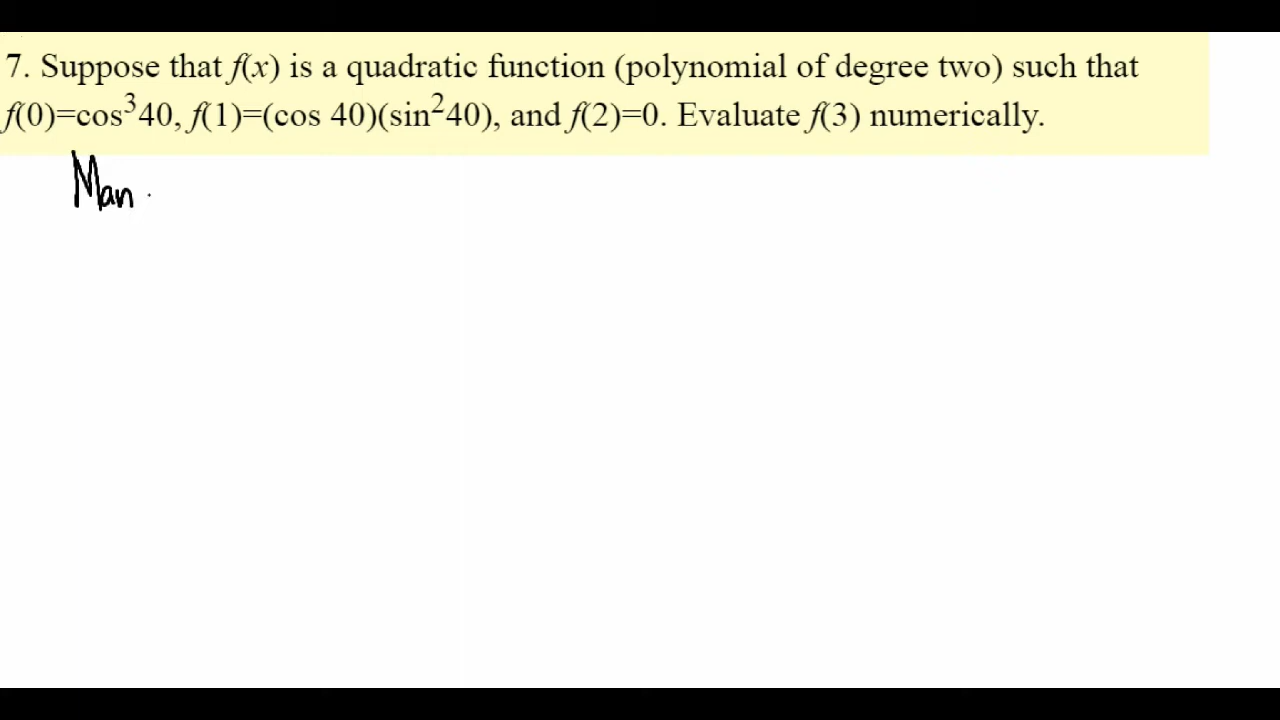 7. Suppose that f(x) is a quadratic function (polynomial of degree two) such that
f(0)=cos³40, f(1)=(cos 40)(sin²40), and f(2)=0. Evaluate f(3) numerically.
Man